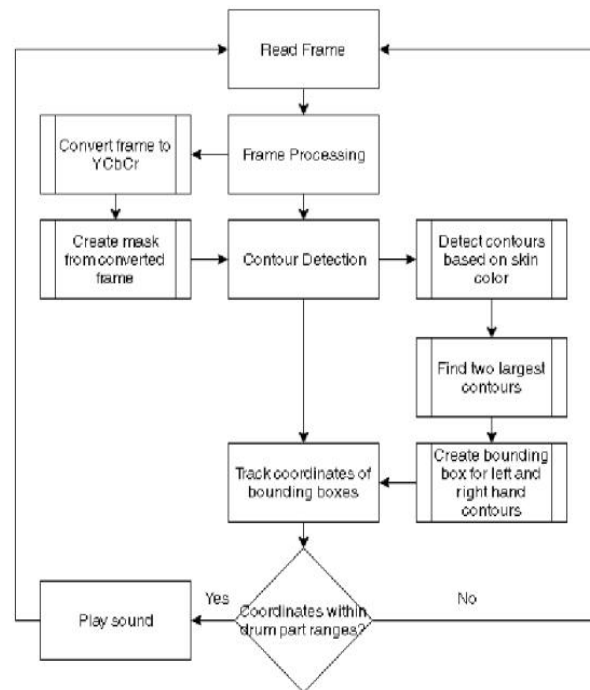 Read Frame
Convert frame to
YCbCr
Frame Processing
Create mask
from converted
frame
Contour Detection
Detect contours
based on skin
color
Find two largest
contours
Track coordinates of
bounding boxes
Create bounding
box for left and
right hand
contours
Play sound
Yes
Coordinates within
drum part ranges?
No